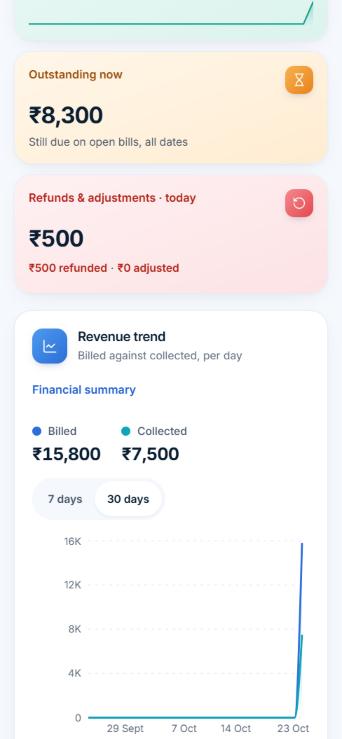 Outstanding now
₹8,300
Still due on open bills, all dates
Refunds & adjustments · today
₹500
₹500 refunded · ₹0 adjusted
Revenue trend
Billed against collected, per day
Financial summary
Billed Collected
₹15,800 ₹7,500
7 days 30 days
16K
12K
8K
4K
0
29 Sept 7 Oct 14 Oct 23 Oct